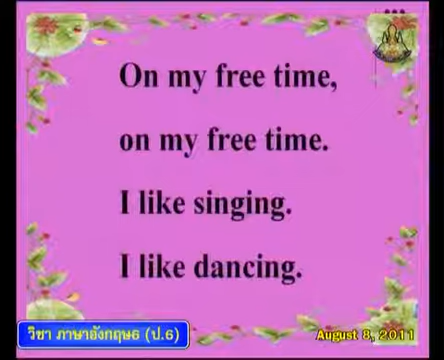 On my free time,
on my free time.
I like singing.
I like dancing.
วิชา ภาษาอังกฤษ6 (ป.6)
August 8, 2011